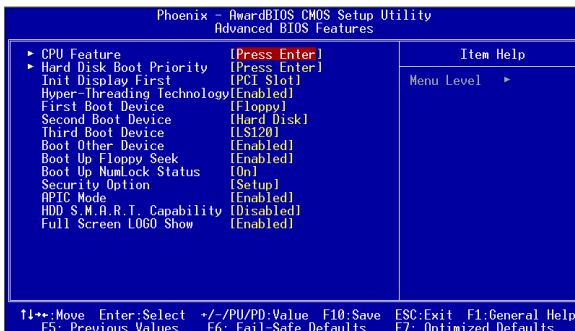 Phoenix - AwardBIOS CMOS Setup Utility
Advanced BIOS Features
► CPU Feature [Press Enter] Item Help
► Hard Disk Boot Priority [Press Enter]
Init Display First [PCI Slot] Menu Level ►
Hyper-Threading Technology[Enabled]
First Boot Device [Floppy]
Second Boot Device [Hard Disk]
Third Boot Device [LS120]
Boot Other Device [Enabled]
Boot Up Floppy Seek [Enabled]
Boot Up NumLock Status [On]
Security Option [Setup]
APIC Mode [Enabled]
HDD S.M.A.R.T. Capability [Disabled]
Full Screen LOGO Show [Enabled]
↑↓→←:Move Enter:Select +/-/PU/PD:Value F10:Save ESC:Exit F1:General Help
F5: Previous Values F6: Fail-Safe Defaults F7: Optimized Defaults